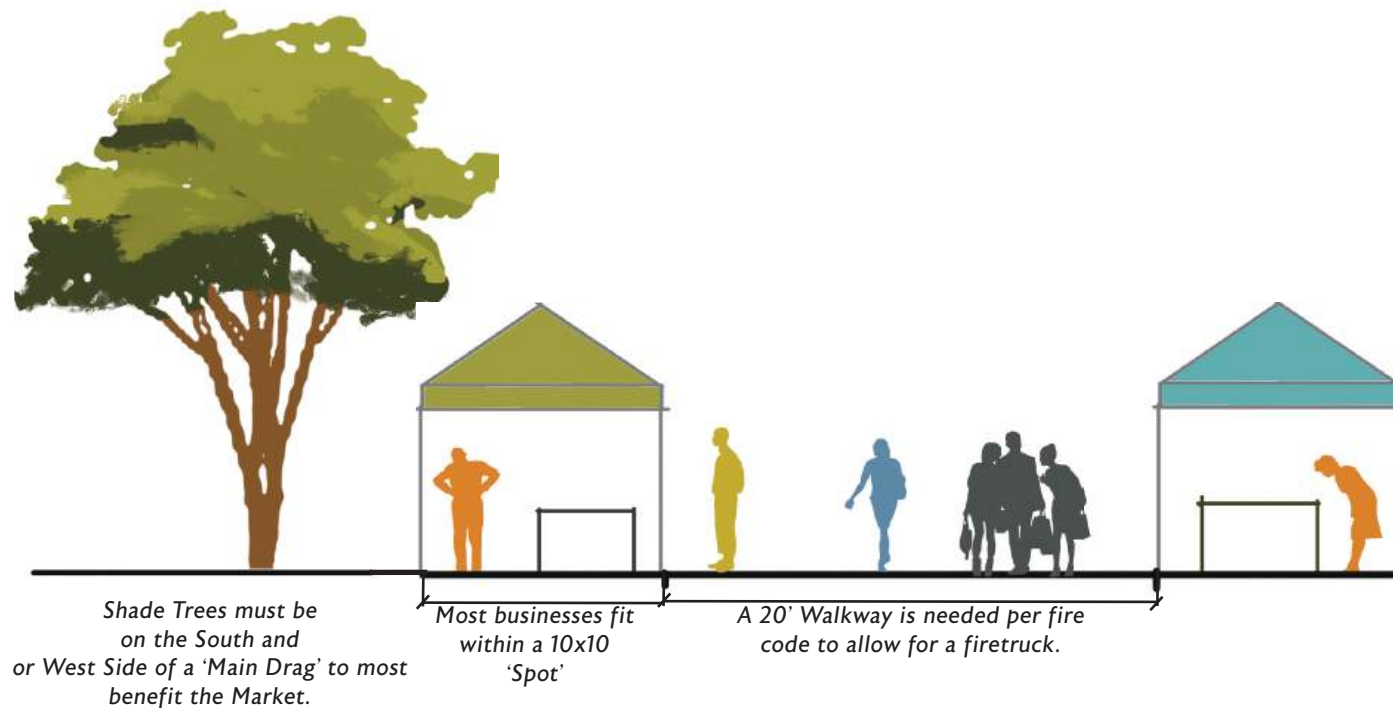 Shade Trees must be
on the South and
or West Side of a ‘Main Drag’ to most
benefit the Market.
Most businesses fit
within a 10x10
‘Spot’
A 20’ Walkway is needed per fire
code to allow for a firetruck.